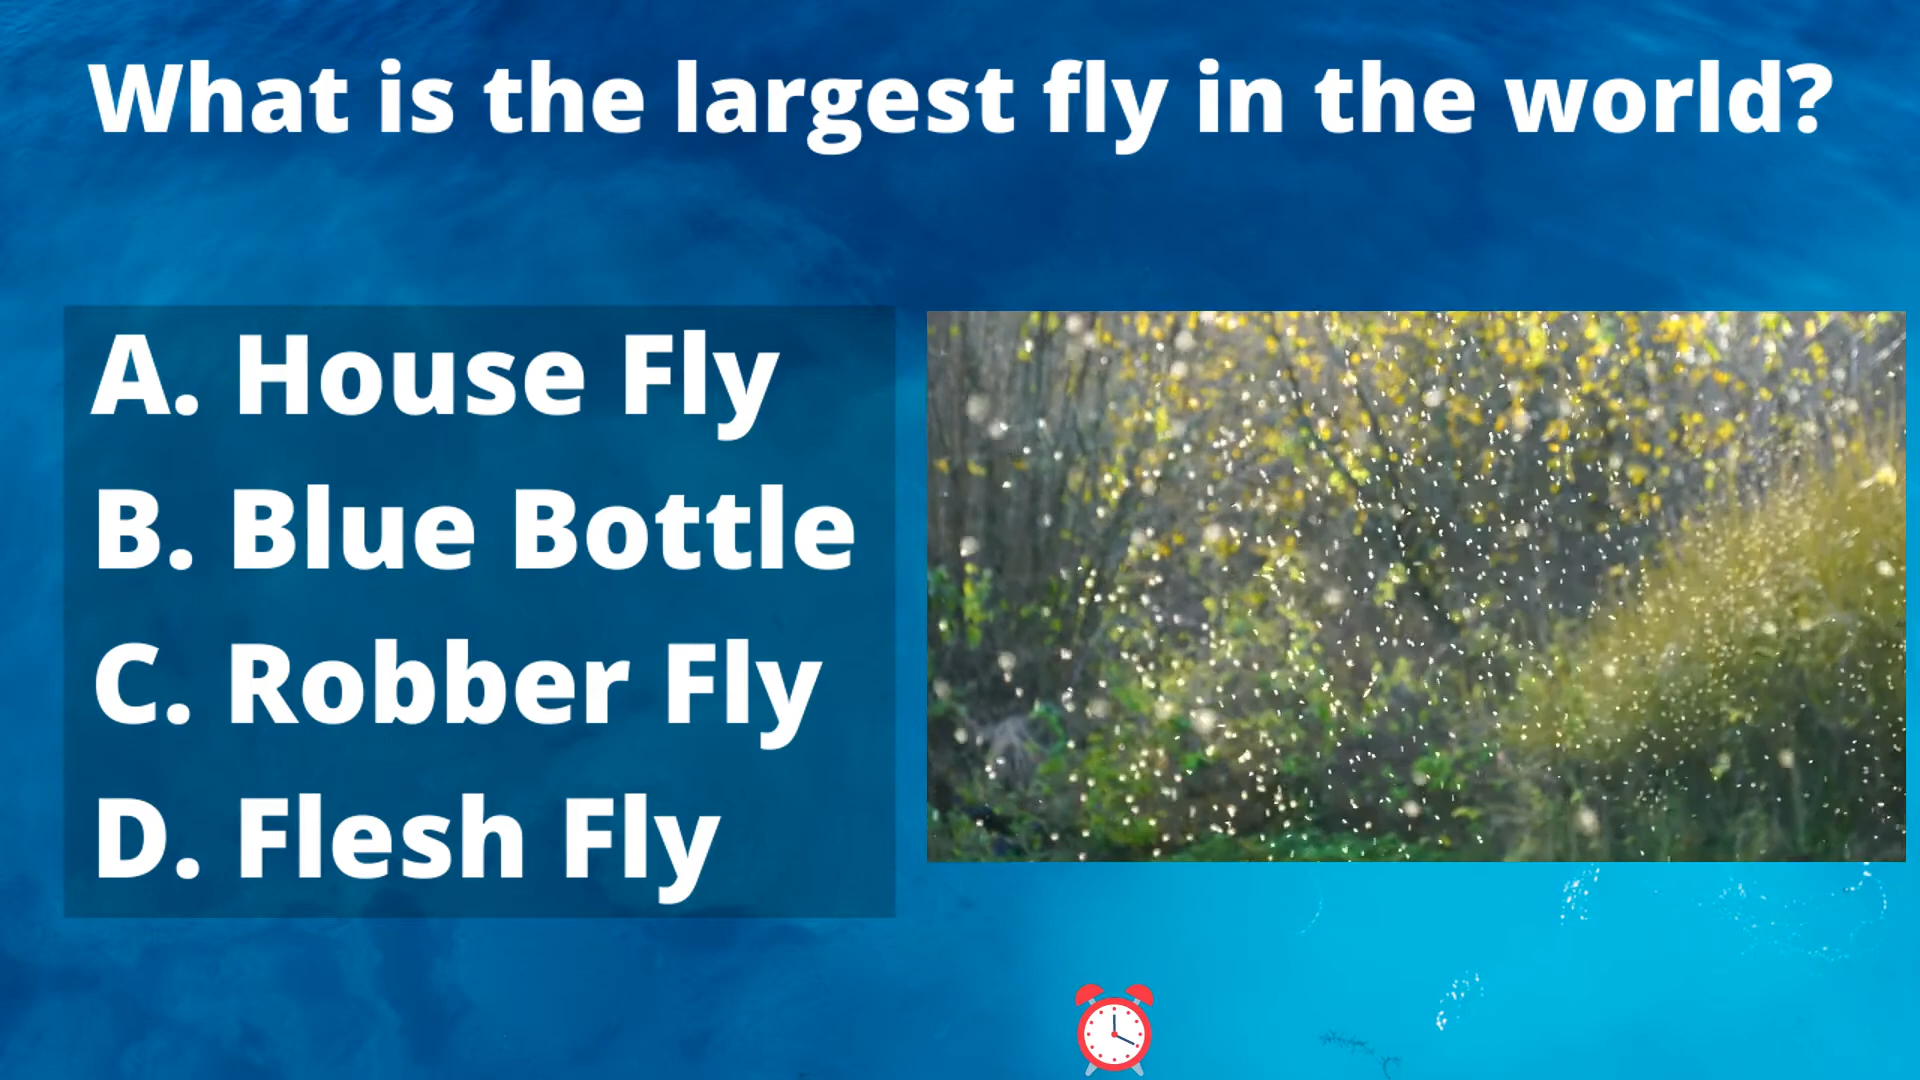 What is the largest fly in the world?
A. House Fly
B. Blue Bottle
C. Robber Fly
D. Flesh Fly